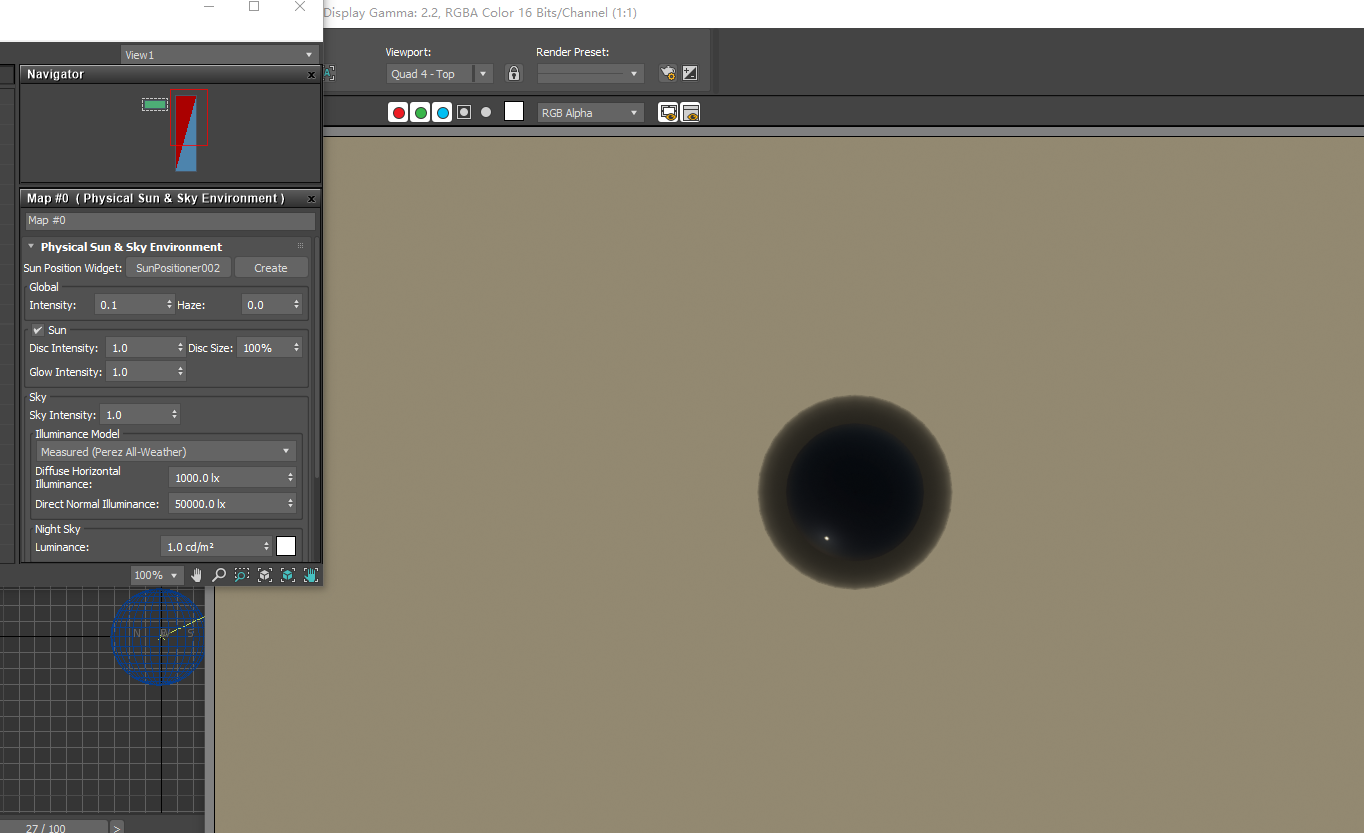 Display Gamma: 2.2, RGBA Color 16 Bits/Channel (1:1)
View1
Viewport:
Render Preset:
Navigator
Quad 4 - Top
RGB Alpha
Map #0 ( Physical Sun & Sky Environment )
Map #0
Physical Sun & Sky Environment
Sun Position Widget: SunPositioner002 Create
Global
Intensity: 0.1 Haze: 0.0
Sun
Disc Intensity: 1.0 Disc Size: 100%
Glow Intensity: 1.0
Sky
Sky Intensity: 1.0
Illuminance Model
Measured (Perez All-Weather)
Diffuse Horizontal
Illuminance: 1000.0 lx
Direct Normal Illuminance: 50000.0 lx
Night Sky
Luminance: 1.0 cd/m²
100%
N S
27 / 100 >